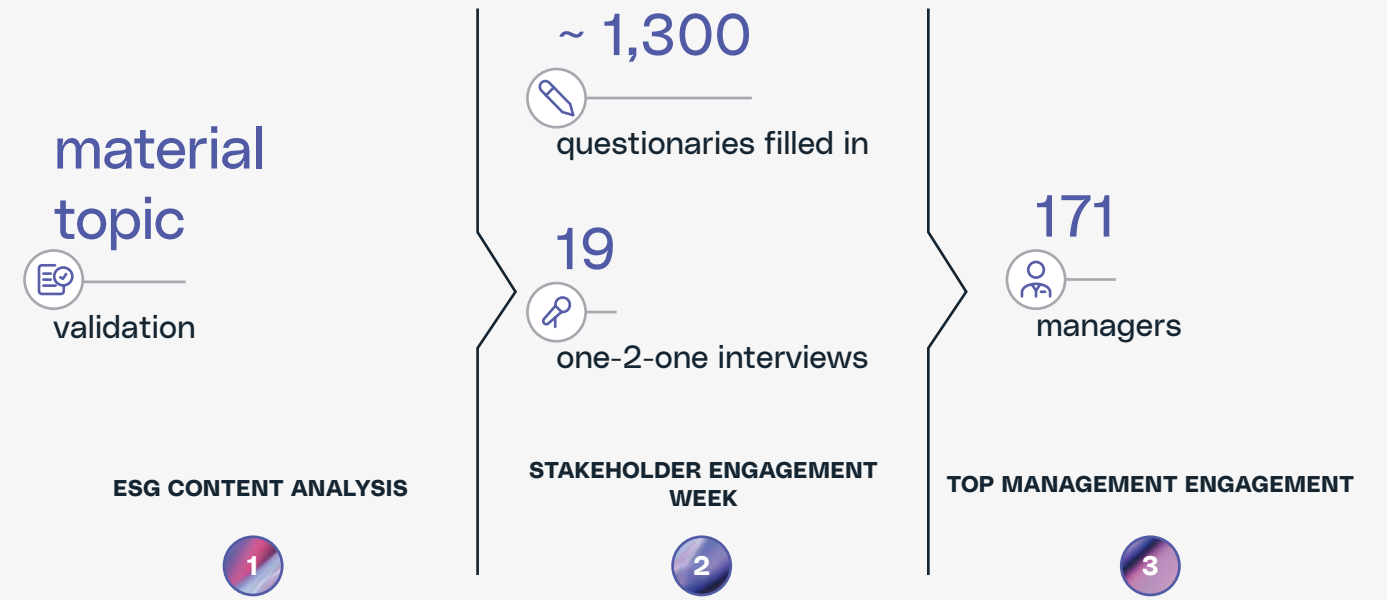 material
topic
validation
ESG CONTENT ANALYSIS
1
~ 1,300
questionaries filled in
19
one-2-one interviews
STAKEHOLDER ENGAGEMENT
WEEK
2
171
managers
TOP MANAGEMENT ENGAGEMENT
3